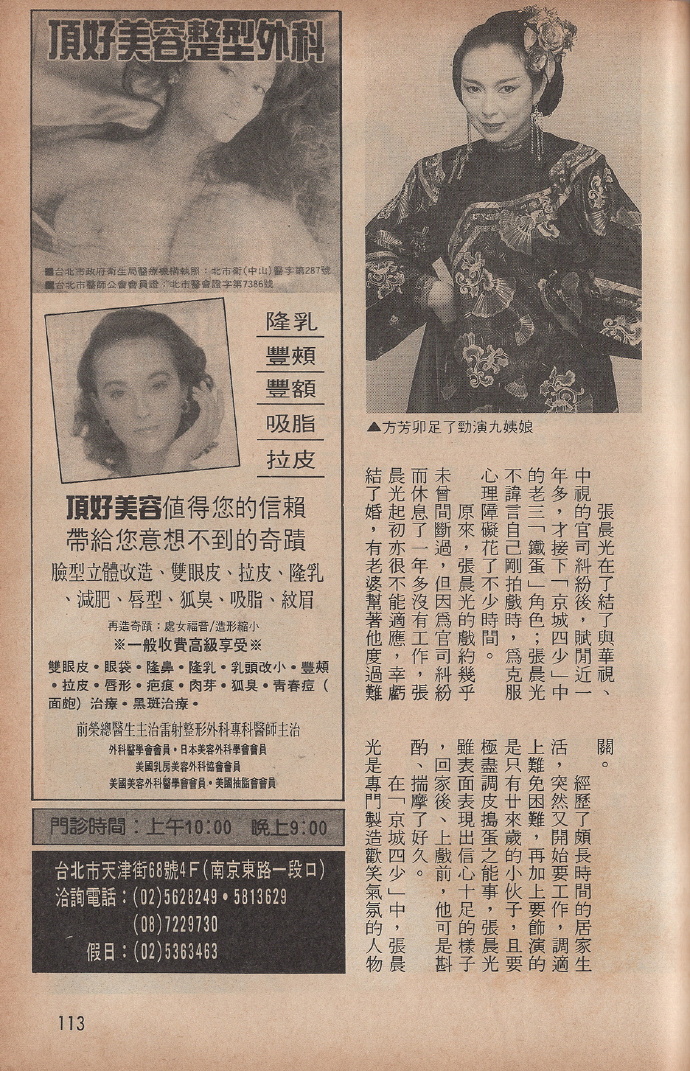 頂好美容整型外科
■台北市政府衛生局醫療機構執照：北市衛(中山)醫字第287號
■台北市醫師公會會員證：北市醫會證字第7386號
隆乳
豐頰
豐額
吸脂
拉皮
頂好美容值得您的信賴
帶給您意想不到的奇蹟
臉型立體改造、雙眼皮、拉皮、隆乳
、減肥、唇型、狐臭、吸脂、紋眉
再造奇蹟：處女福音/造形縮小
※一般收費高級享受※
雙眼皮•眼袋•隆鼻•隆乳•乳頭改小•豐頰
•拉皮•唇形•疤痕•肉芽•狐臭•青春痘（
面皰）治療•黑斑治療•
前榮總醫生主治雷射整形外科專科醫師主治
外科醫學會會員•日本美容外科學會會員
美國乳房美容外科協會會員
美國美容外科醫學會會員•美國抽脂會會員
門診時間：上午10:00　晚上9:00
台北市天津街68號4F(南京東路一段口)
洽詢電話：(02)5628249•5813629
(08)7229730
假日：(02)5363463
113
▲方芳卯足了勁演九姨娘
張晨光在了結了與華視、
中視的官司糾紛後，賦閒近一
年多，才接下「京城四少」中
的老三「鐵蛋」角色；張晨光
不諱言自己剛拍戲時，為克服
心理障礙花了不少時間。
原來，張晨光的戲約幾乎
未曾間斷過，但因為官司糾紛
而休息了一年多沒有工作，張
晨光起初亦很不能適應，幸虧
結了婚，有老婆幫著他度過難
關。
經歷了頗長時間的居家生
活，突然又開始要工作，調適
上難免困難，再加上要飾演的
是只有廿來歲的小伙子，且要
極盡調皮搗蛋之能事，張晨光
雖表面表現出信心十足的樣子
，回家後、上戲前，他可是斟
酌、揣摩了好久。
在「京城四少」中，張晨
光是專門製造歡笑氣氛的人物